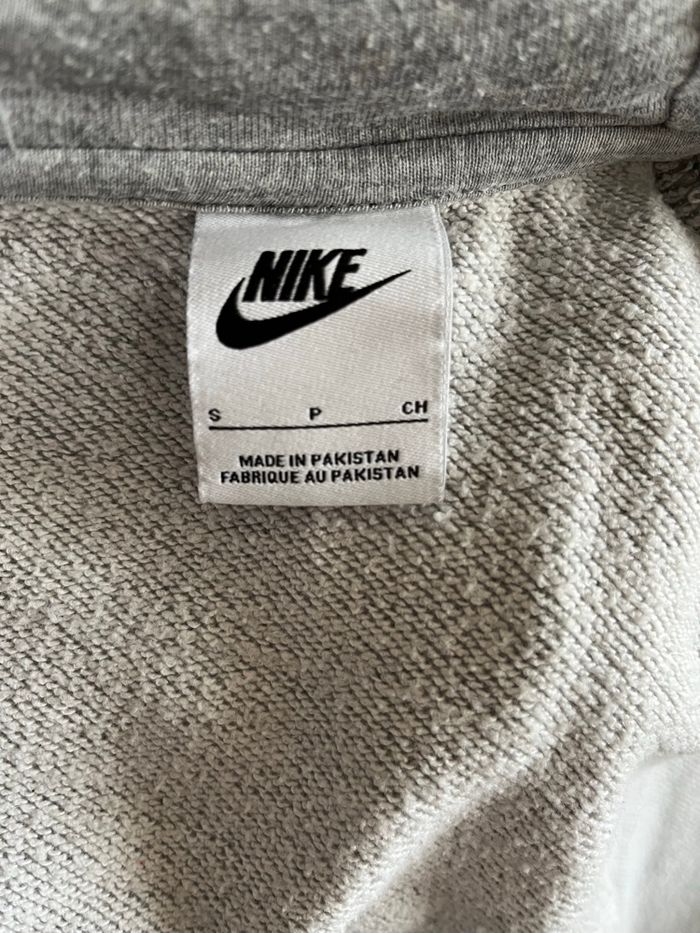 NIKE
S P CH
MADE IN PAKISTAN
FABRIQUE AU PAKISTAN